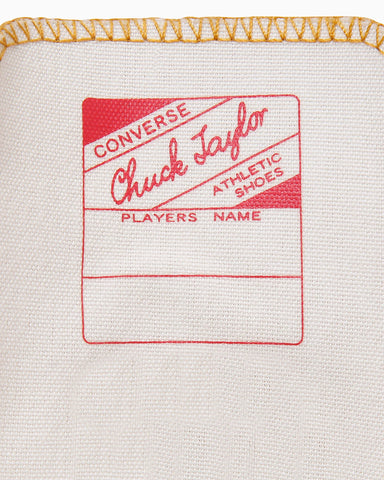 CONVERSE
Chuck Taylor
ATHLETIC
SHOES
PLAYERS NAME